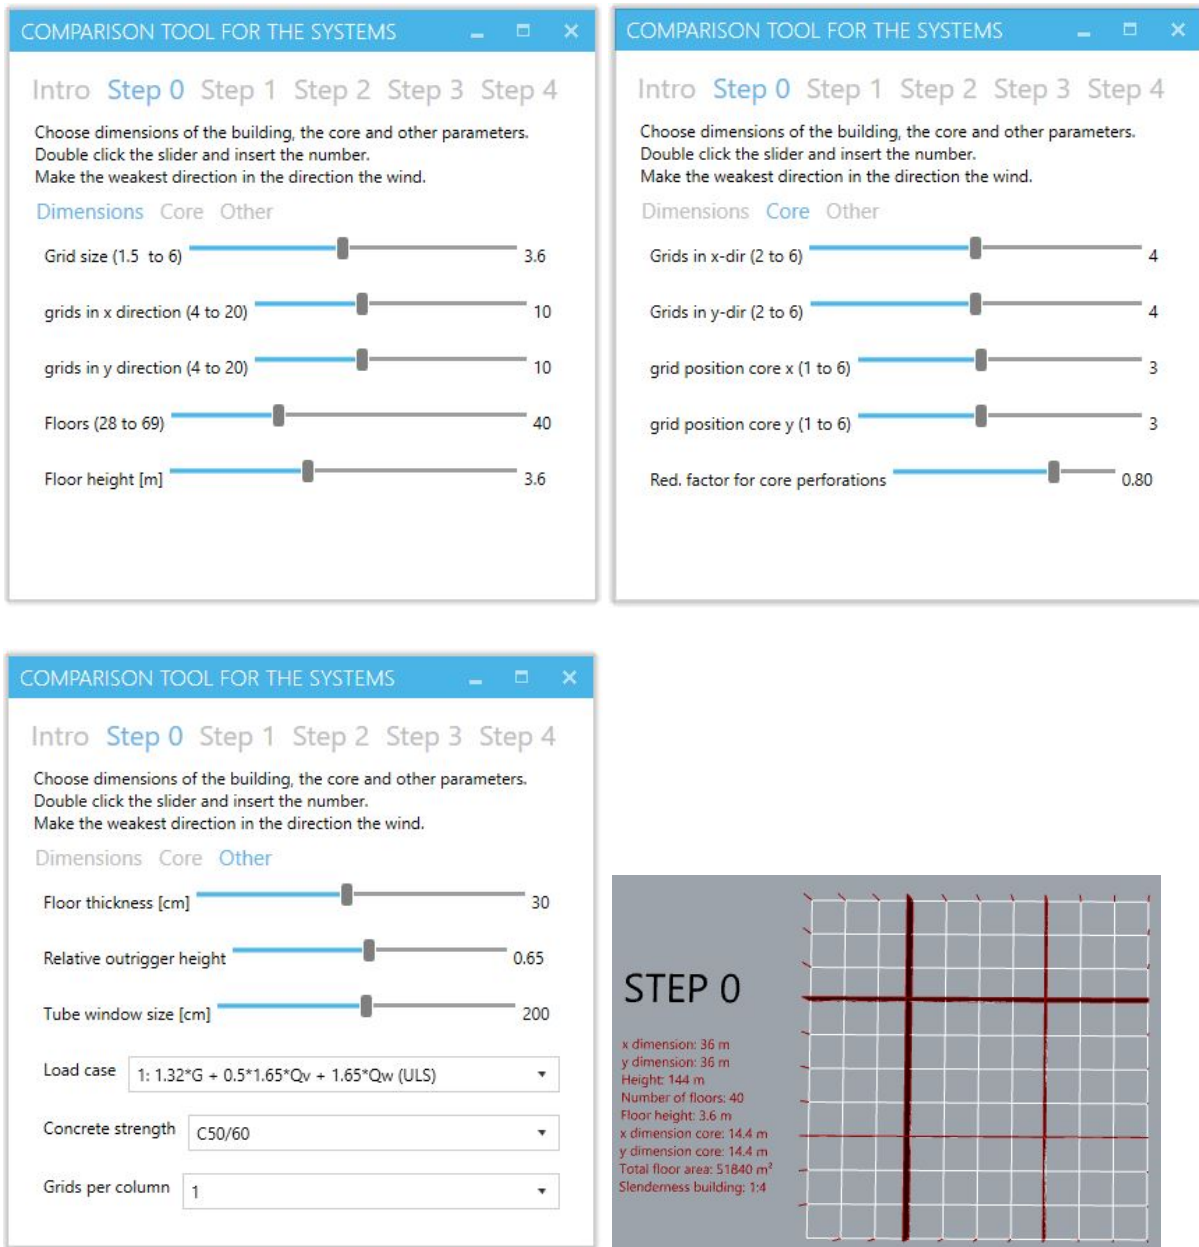 COMPARISON TOOL FOR THE SYSTEMS
Intro Step 0 Step 1 Step 2 Step 3 Step 4
Choose dimensions of the building, the core and other parameters.
Double click the slider and insert the number.
Make the weakest direction in the direction the wind.
Dimensions Core Other
Grid size (1.5 to 6) 3.6
grids in x direction (4 to 20) 10
grids in y direction (4 to 20) 10
Floors (28 to 69) 40
Floor height [m] 3.6
COMPARISON TOOL FOR THE SYSTEMS
Intro Step 0 Step 1 Step 2 Step 3 Step 4
Choose dimensions of the building, the core and other parameters.
Double click the slider and insert the number.
Make the weakest direction in the direction the wind.
Dimensions Core Other
Grids in x-dir (2 to 6) 4
Grids in y-dir (2 to 6) 4
grid position core x (1 to 6) 3
grid position core y (1 to 6) 3
Red. factor for core perforations 0.80
COMPARISON TOOL FOR THE SYSTEMS
Intro Step 0 Step 1 Step 2 Step 3 Step 4
Choose dimensions of the building, the core and other parameters.
Double click the slider and insert the number.
Make the weakest direction in the direction the wind.
Dimensions Core Other
Floor thickness [cm] 30
Relative outrigger height 0.65
Tube window size [cm] 200
Load case 1: 1.32*G + 0.5*1.65*Qv + 1.65*Qw (ULS)
Concrete strength C50/60
Grids per column 1
STEP 0
x dimension: 36 m
y dimension: 36 m
Height: 144 m
Number of floors: 40
Floor height: 3.6 m
x dimension core: 14.4 m
y dimension core: 14.4 m
Total floor area: 51840 m²
Slenderness building: 1:4